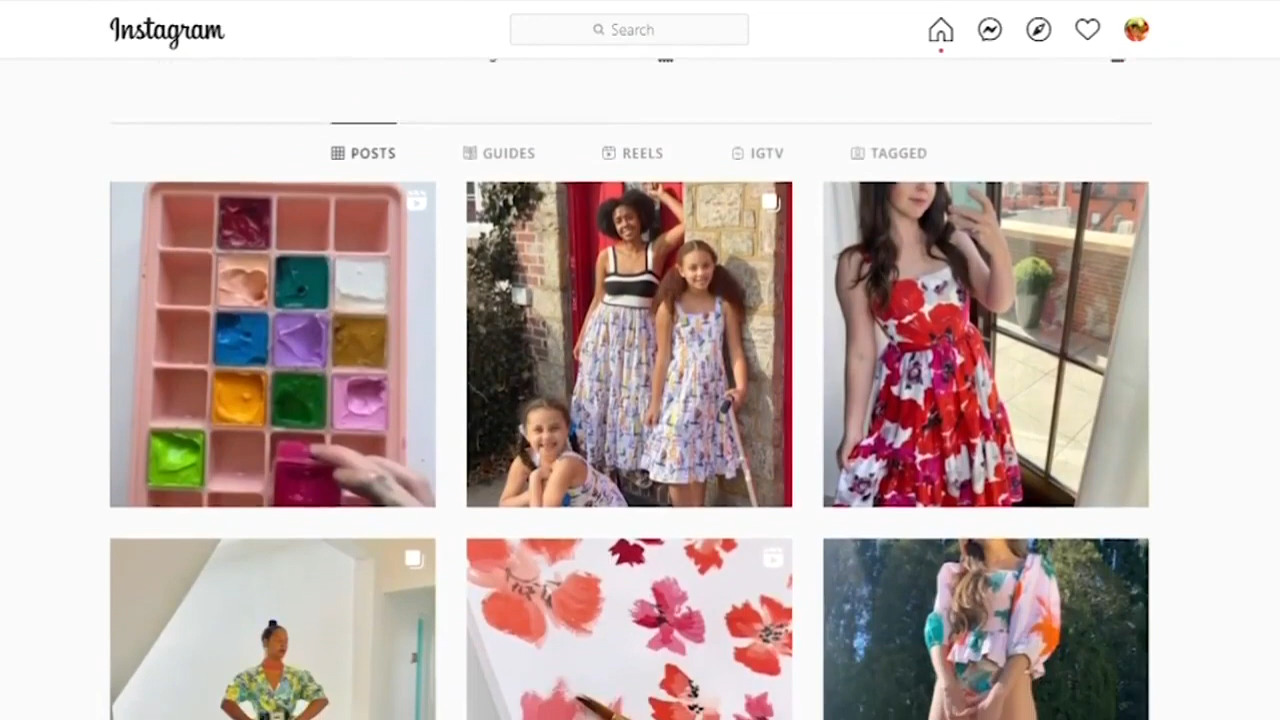 Instagram
Search
POSTS
GUIDES
REELS
IGTV
TAGGED